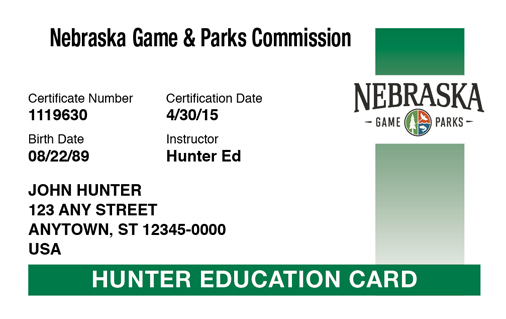 Nebraska Game & Parks Commission
Certificate Number Certification Date
1119630 4/30/15
Birth Date Instructor
08/22/89 Hunter Ed
JOHN HUNTER
123 ANY STREET
ANYTOWN, ST 12345-0000
USA
NEBRASKA
GAME PARKS
HUNTER EDUCATION CARD